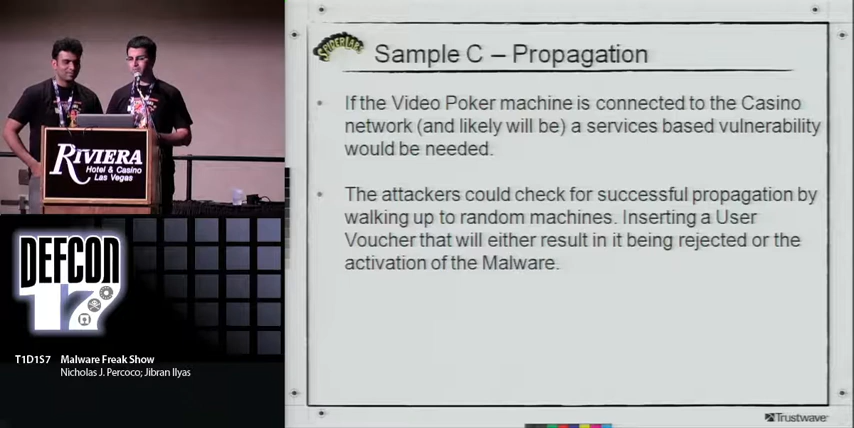 SPIDERLABS
Sample C – Propagation
• If the Video Poker machine is connected to the Casino
network (and likely will be) a services based vulnerability
would be needed.
• The attackers could check for successful propagation by
walking up to random machines. Inserting a User
Voucher that will either result in it being rejected or the
activation of the Malware.
Trustwave
RIVIERA
Hotel & Casino
Las Vegas
DEFCON
17
T1D1S7 Malware Freak Show
Nicholas J. Percoco; Jibran Ilyas